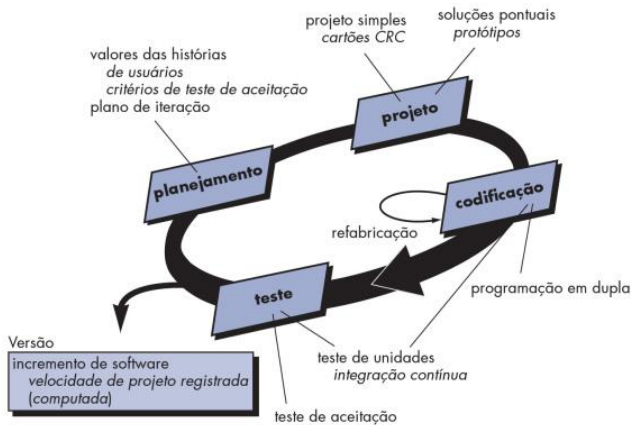 projeto simples
cartões CRC
soluções pontuais
protótipos
valores das histórias
de usuários
critérios de teste de aceitação
plano de iteração
projeto
planejamento
codificação
refabricação
teste
programação em dupla
Versão
incremento de software
velocidade de projeto registrada
(computada)
teste de unidades
integração contínua
teste de aceitação